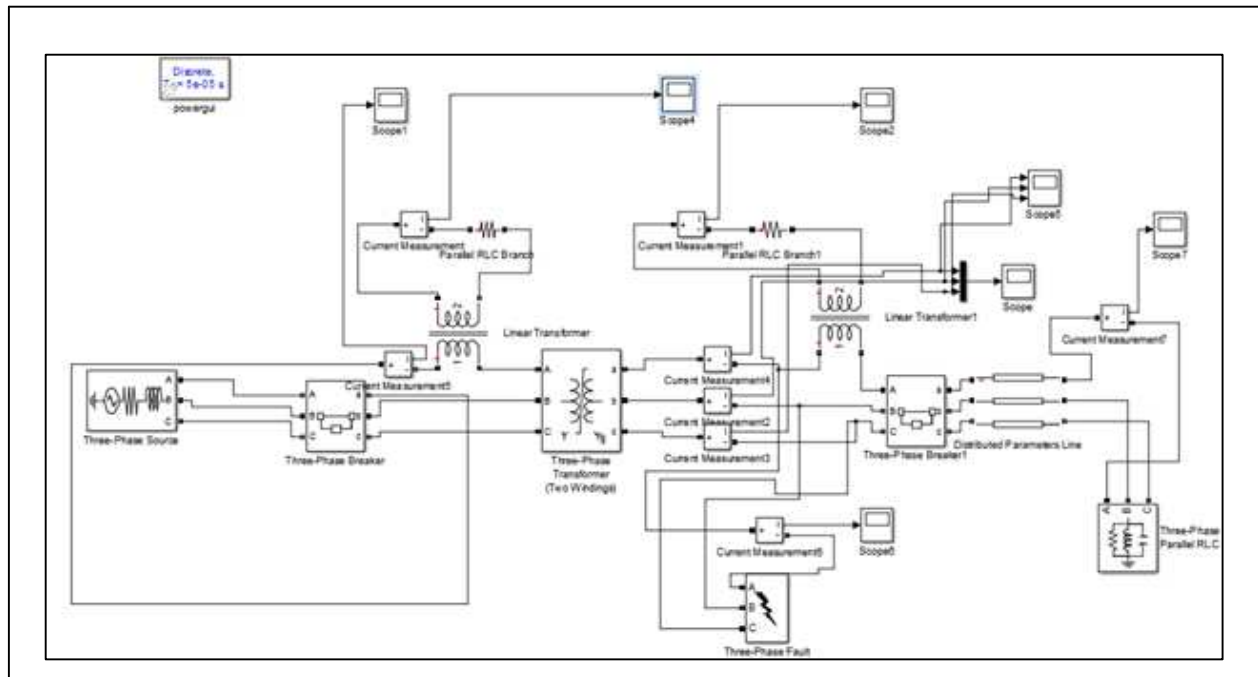 Discrete,
powergui
Scope1
Scope4
Scope2
Scope5
Scope7
Current Measurement
Parallel RLC Branch
Current Measurement1
Parallel RLC Branch1
Scope
Linear Transformer
Linear Transformer1
Current Measurement7
Current Measurement5
Current Measurement4
Current Measurement2
Current Measurement3
A
B
C
Three-Phase Source
A
B
C
a
b
c
Three-Phase Breaker
A
B
C
a
b
c
Y
Yg
Three-Phase
Transformer
(Two Windings)
A
B
C
a
b
c
Three-Phase Breaker1
Distributed Parameters Line
Current Measurement6
Scope6
A
B
C
Three-Phase Fault
A
B
C
Three-Phase
Parallel RLC